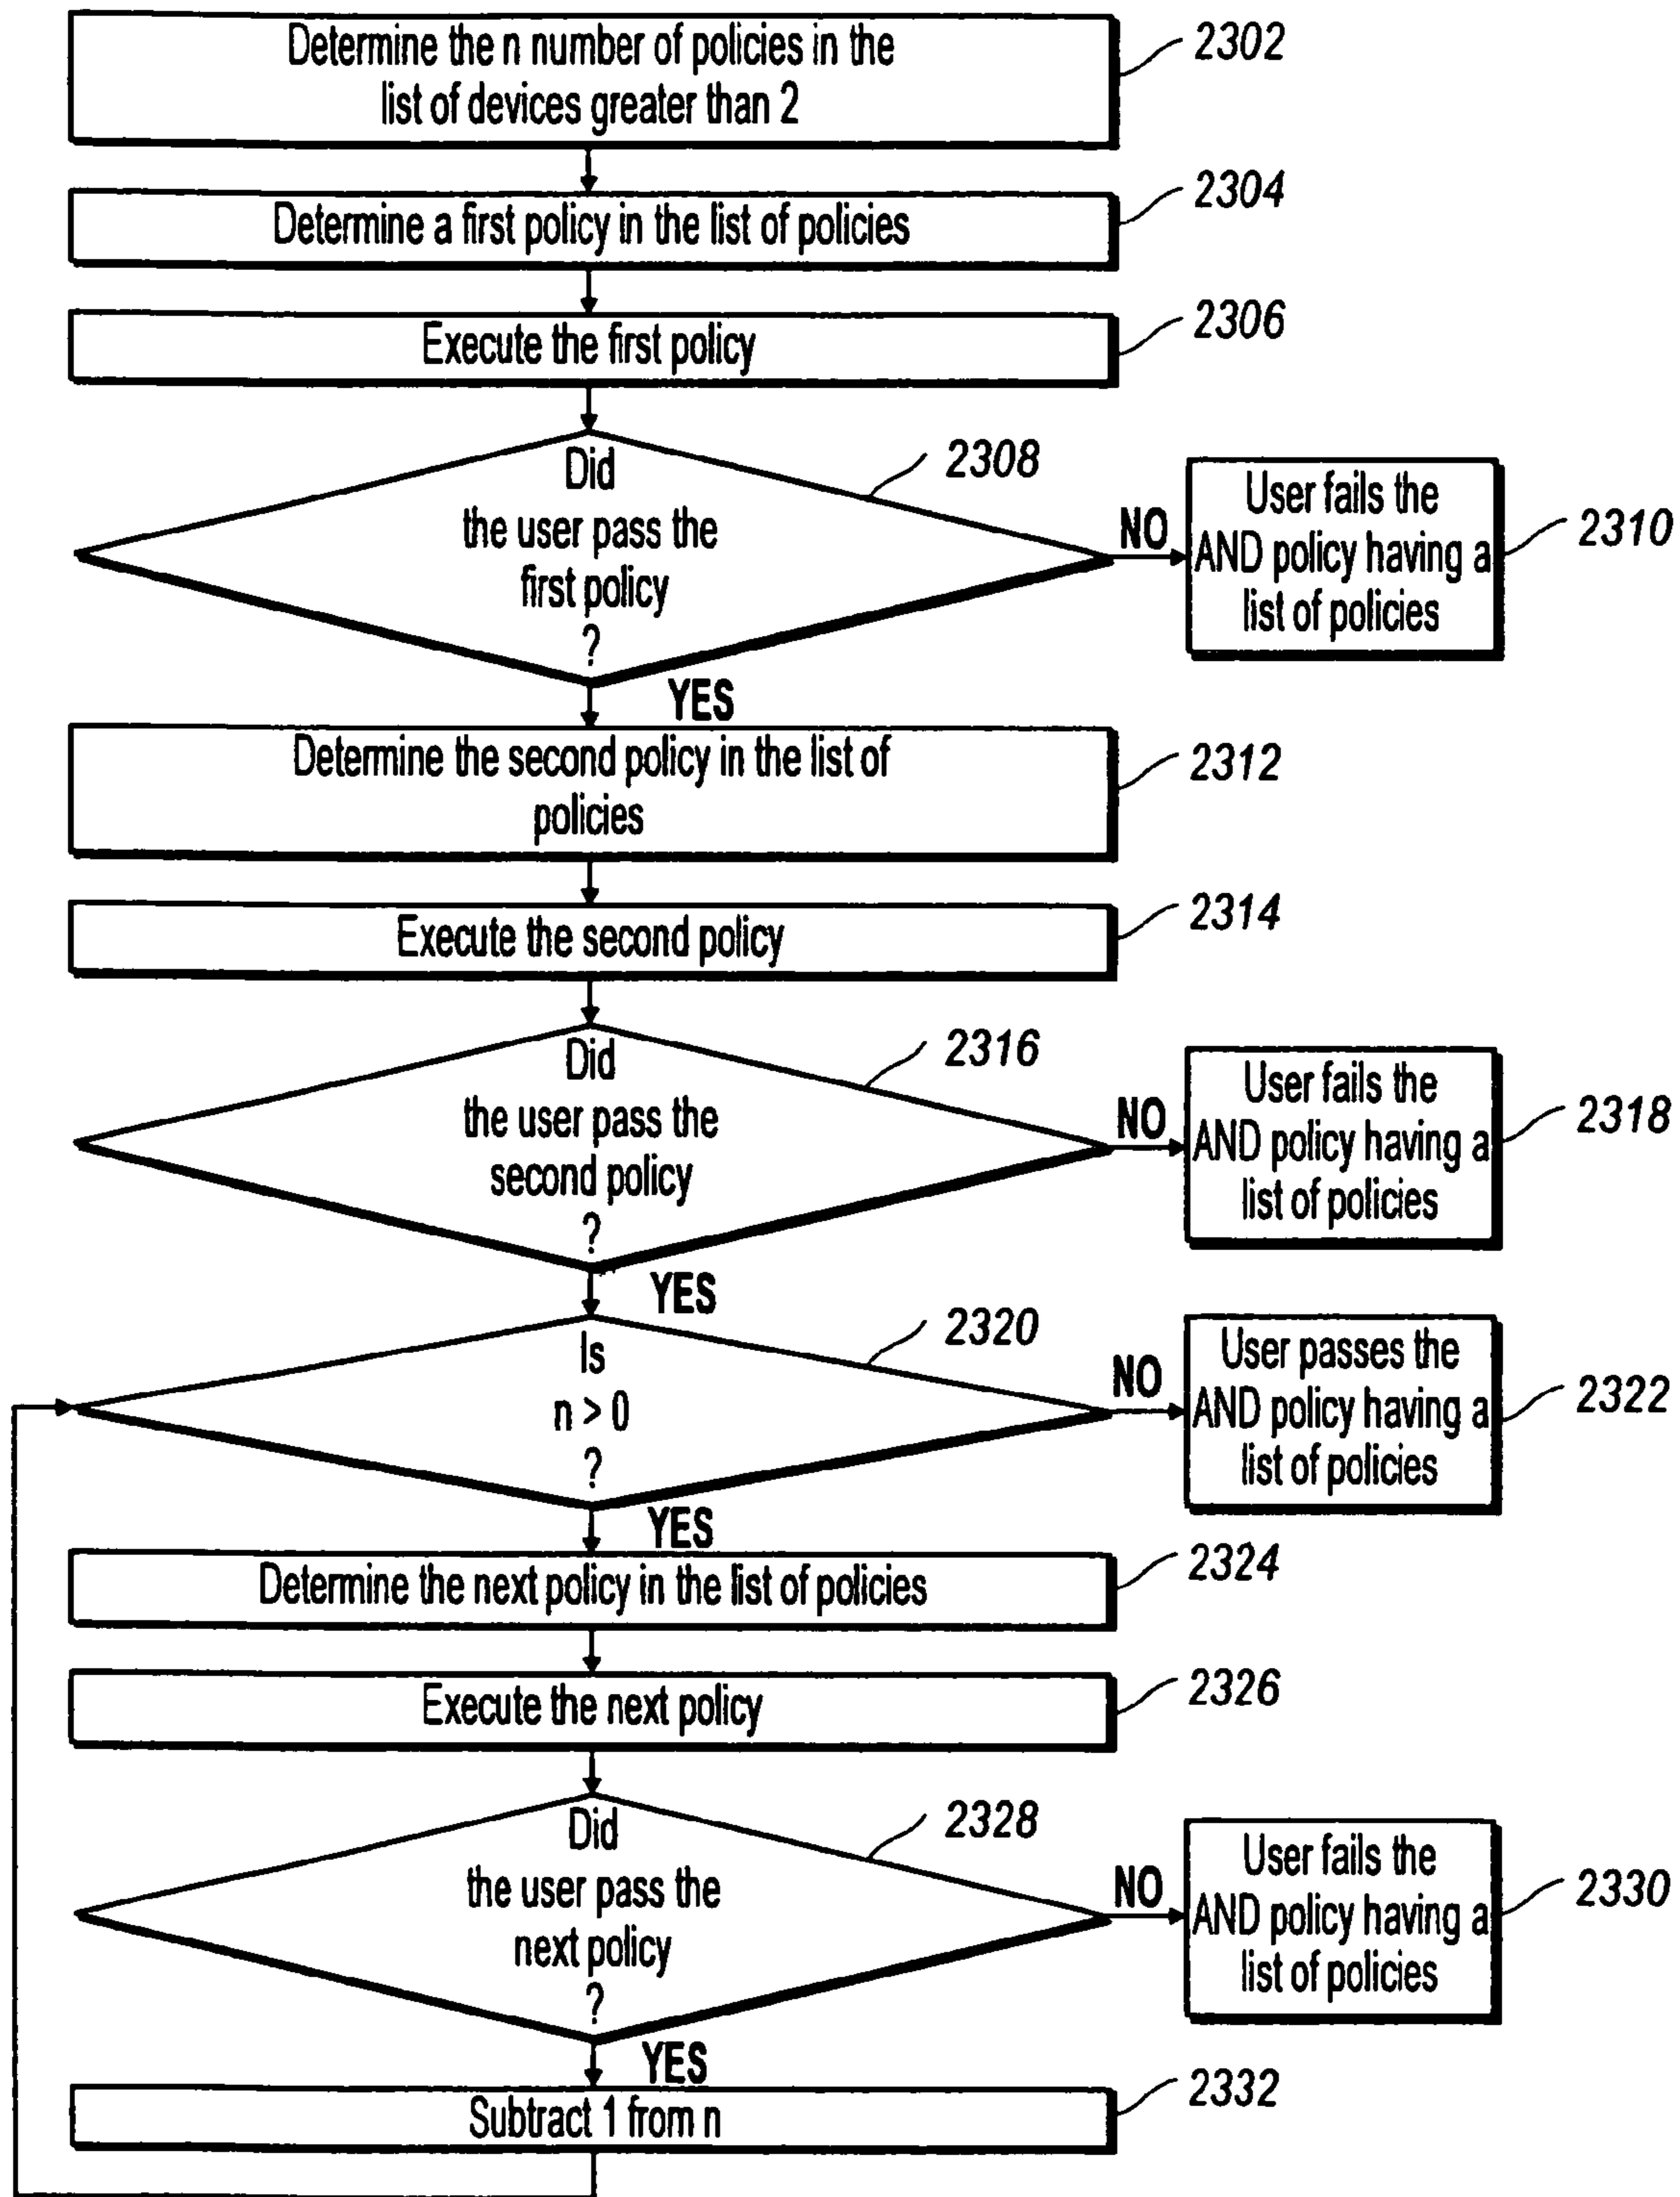 Determine the n number of policies in the
list of devices greater than 2
2302
Determine a first policy in the list of policies
2304
Execute the first policy
2306
Did
the user pass the
first policy
?
2308
NO
User fails the
AND policy having a
list of policies
2310
YES
Determine the second policy in the list of
policies
2312
Execute the second policy
2314
Did
the user pass the
second policy
?
2316
NO
User fails the
AND policy having a
list of policies
2318
YES
Is
n > 0
?
2320
NO
User passes the
AND policy having a
list of policies
2322
YES
Determine the next policy in the list of policies
2324
Execute the next policy
2326
Did
the user pass the
next policy
?
2328
NO
User fails the
AND policy having a
list of policies
2330
YES
Subtract 1 from n
2332